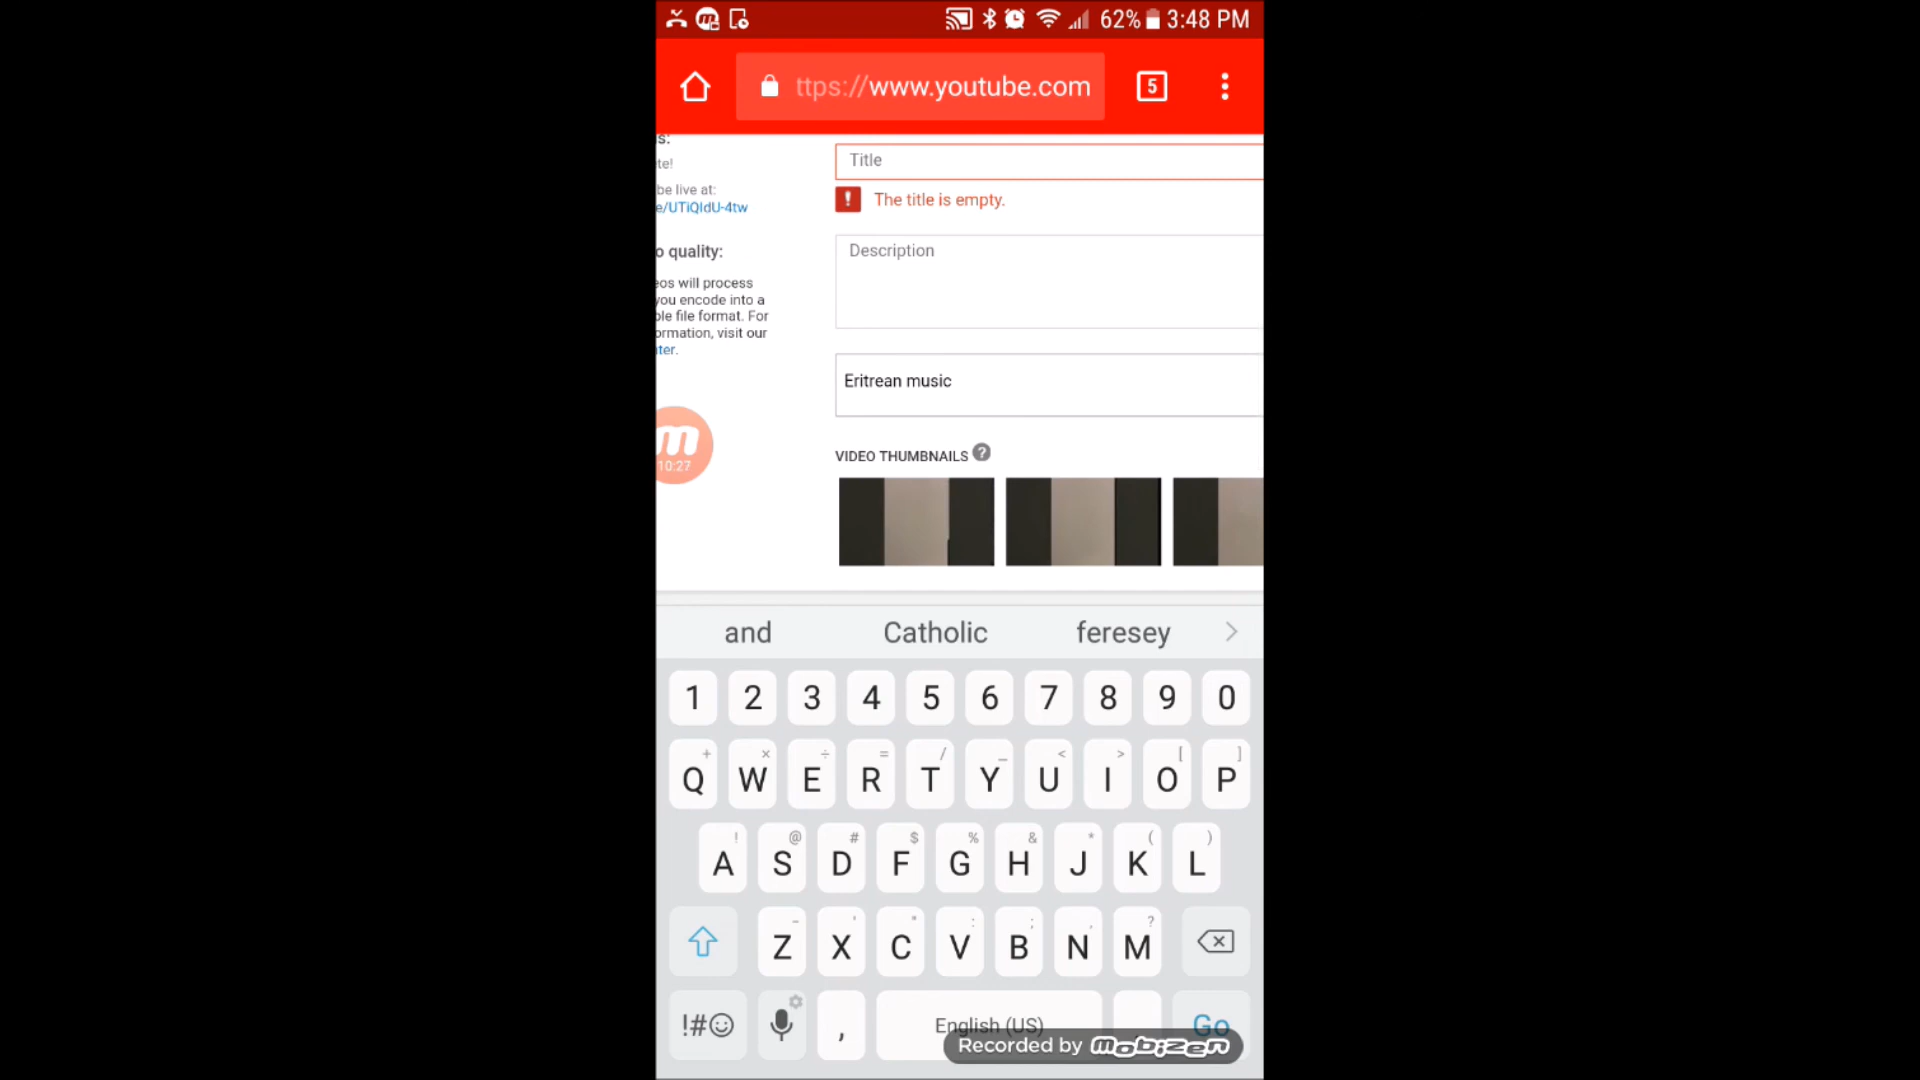 62% 3:48 PM
ttps://www.youtube.com
5
s:
te!
be live at:
e/UTiQIdU-4tw
o quality:
eos will process
you encode into a
ble file format. For
ormation, visit our
nter.
Title
! The title is empty.
Description
Eritrean music
VIDEO THUMBNAILS ?
m
10:27
and Catholic feresey >
1 2 3 4 5 6 7 8 9 0
+ × ÷ = / _ < > [ ]
Q W E R T Y U I O P
! @ # $ % & * ( )
A S D F G H J K L
- ' " : ; , ?
Z X C V B N M
!#☺ , English (US) Go
Recorded by mobizen